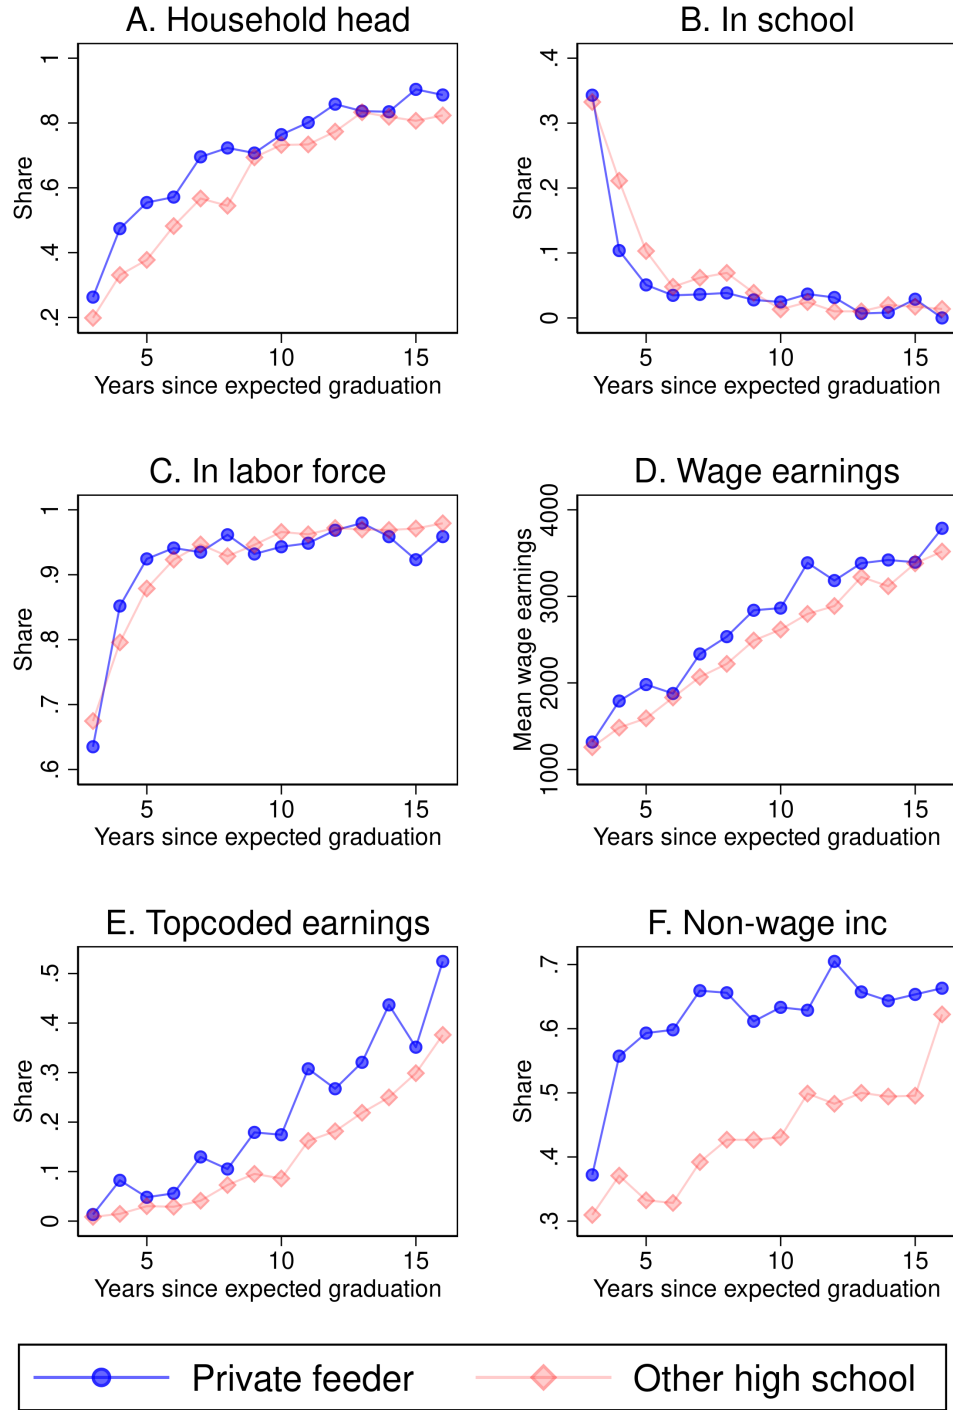 A. Household head
1
.8
.6
.4
.2
Share
5 10 15
Years since expected graduation
B. In school
.4
.3
.2
.1
0
Share
5 10 15
Years since expected graduation
C. In labor force
1
.9
.8
.7
.6
Share
5 10 15
Years since expected graduation
D. Wage earnings
4000
3000
2000
1000
Mean wage earnings
5 10 15
Years since expected graduation
E. Topcoded earnings
.5
.4
.3
.2
.1
0
Share
5 10 15
Years since expected graduation
F. Non-wage inc
.7
.6
.5
.4
.3
Share
5 10 15
Years since expected graduation
Private feeder Other high school